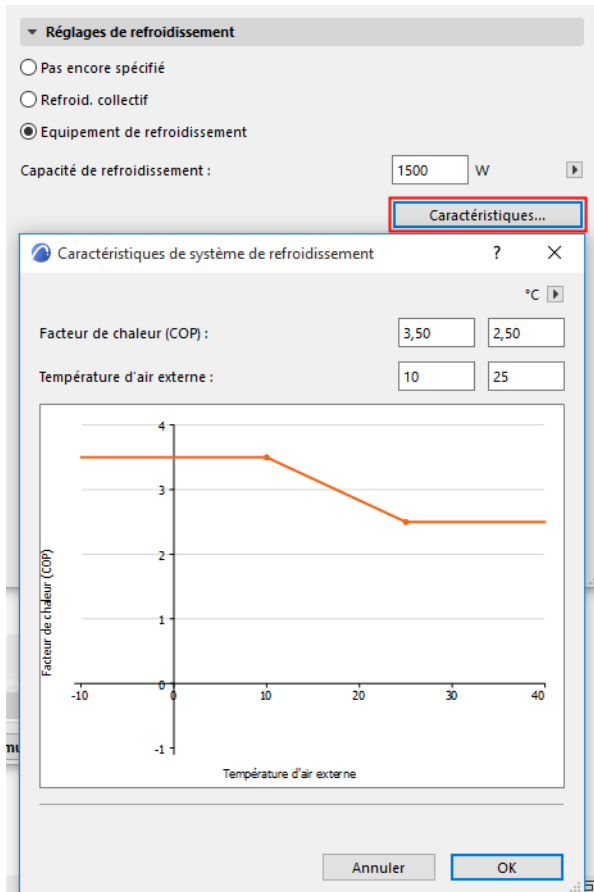 Réglages de refroidissement
Pas encore spécifié
Refroid. collectif
Equipement de refroidissement
Capacité de refroidissement : 1500 W
Caractéristiques...
Caractéristiques de système de refroidissement ?
°C
Facteur de chaleur (COP) : 3,50 2,50
Température d'air externe : 10 25
4
3
2
1
0
-1
Facteur de chaleur (COP)
-10 0 10 20 30 40
Température d'air externe
Annuler OK